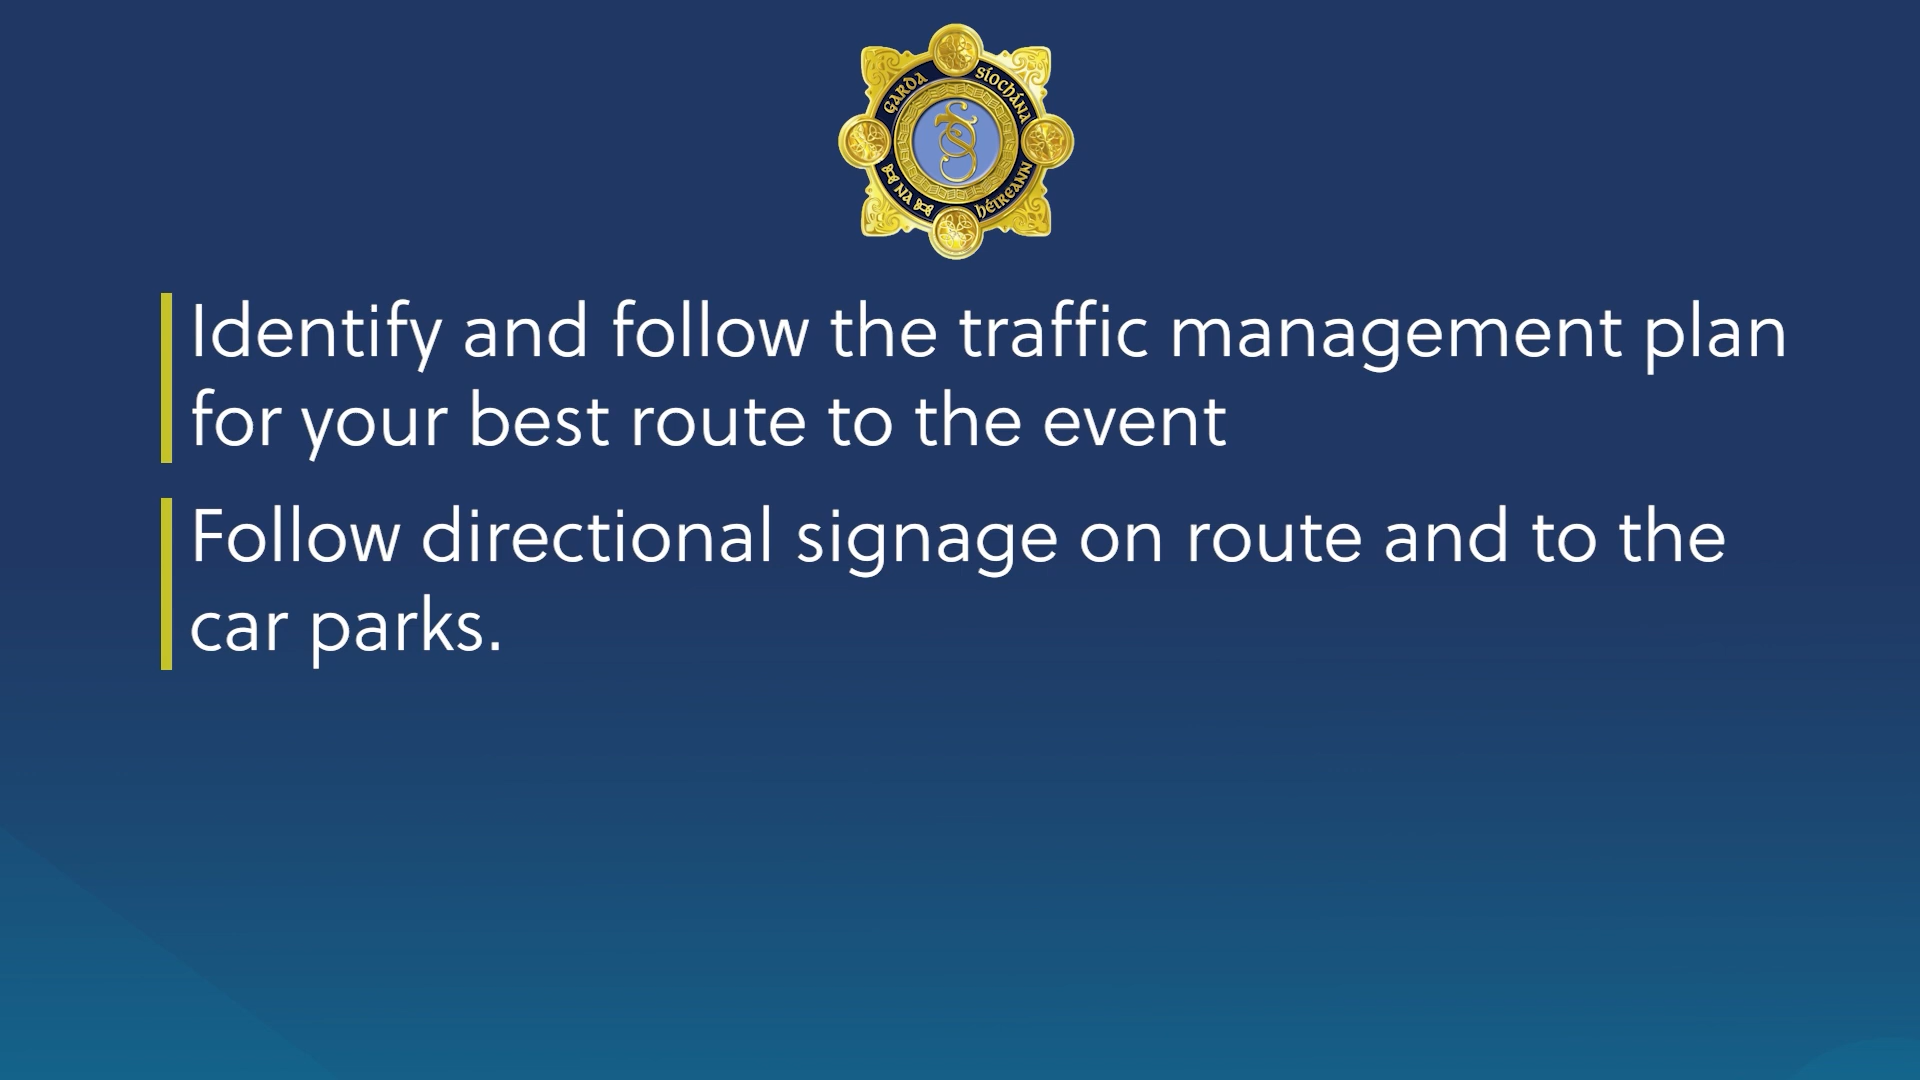 GARDA SÍOCHÁNA
NA HÉIREANN
Identify and follow the traffic management plan
for your best route to the event
Follow directional signage on route and to the
car parks.